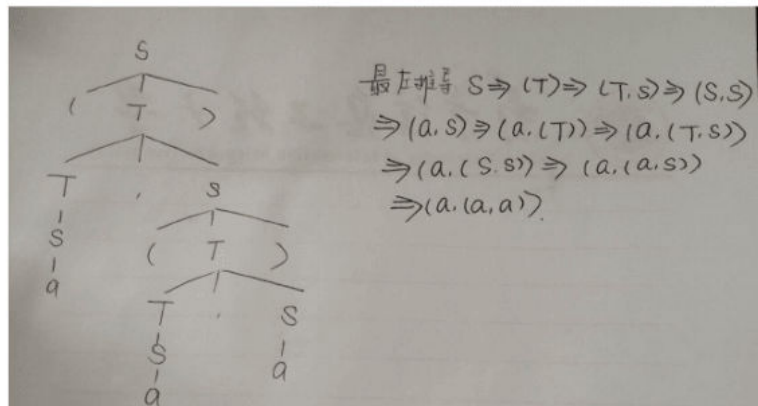 S
( T )
T , S
S ( T )
a T , S
S a
a
最左推导 S⇒(T)⇒(T,S)⇒(S,S)
⇒(a,S)⇒(a,(T))⇒(a,(T,S))
⇒(a,(S,S))⇒(a,(a,S))
⇒(a,(a,a))